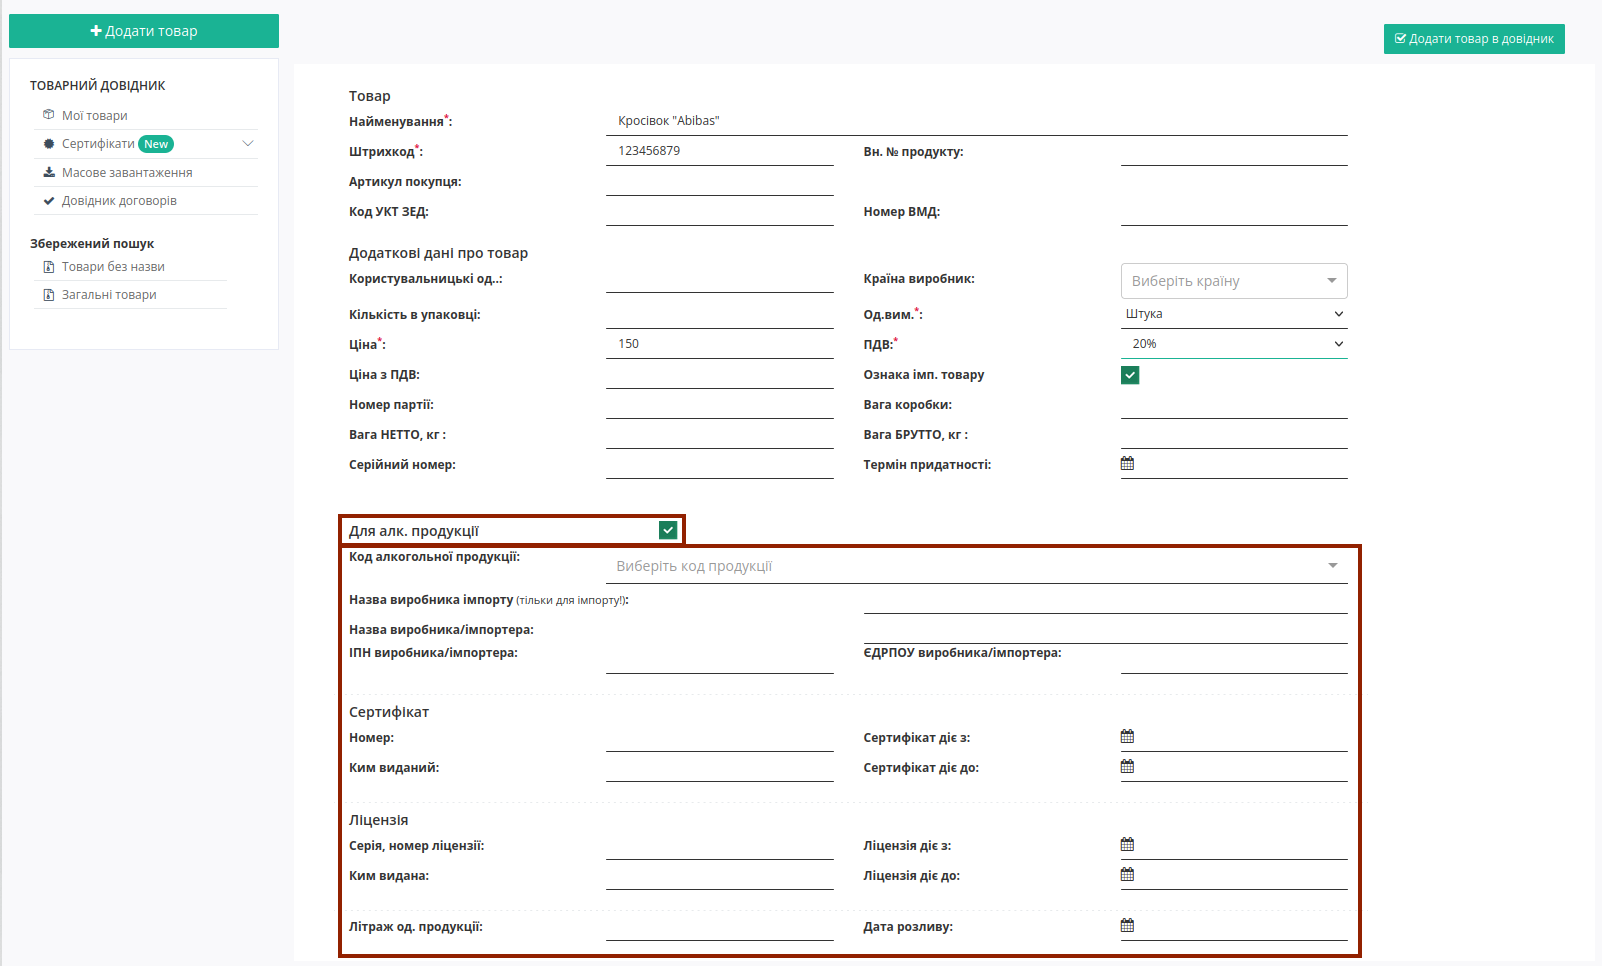 Додати товар
Додати товар в довідник
ТОВАРНИЙ ДОВІДНИК
Мої товари
Сертифікати New
Масове завантаження
Довідник договорів
Збережений пошук
Товари без назви
Загальні товари
Товар
Найменування*: Кросівок "Abibas"
Штрихкод*: 123456879 Вн. № продукту:
Артикул покупця:
Код УКТ ЗЕД: Номер ВМД:
Додаткові дані про товар
Користувальницькі од..: Країна виробник: Виберіть країну
Кількість в упаковці: Од.вим.*: Штука
Ціна*: 150 ПДВ:* 20%
Ціна з ПДВ: Ознака імп. товару
Номер партії: Вага коробки:
Вага НЕТТО, кг : Вага БРУТТО, кг :
Серійний номер: Термін придатності:
Для алк. продукції
Код алкогольної продукції: Виберіть код продукції
Назва виробника імпорту (тільки для імпорту!):
Назва виробника/імпортера:
ІПН виробника/імпортера: ЄДРПОУ виробника/імпортера:
Сертифікат
Номер: Сертифікат діє з:
Ким виданий: Сертифікат діє до:
Ліцензія
Серія, номер ліцензії: Ліцензія діє з:
Ким видана: Ліцензія діє до:
Літраж од. продукції: Дата розливу: